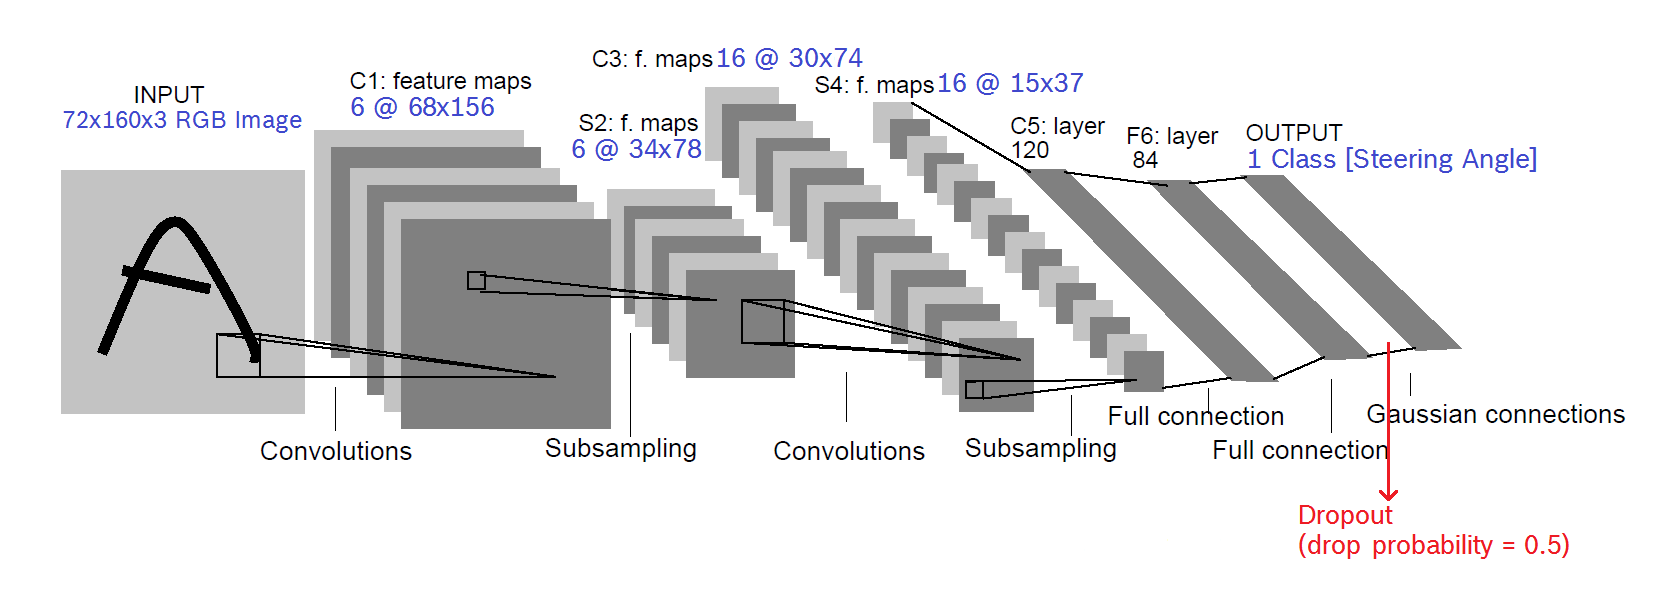 INPUT
72x160x3 RGB Image
C1: feature maps
6 @ 68x156
S2: f. maps
6 @ 34x78
C3: f. maps 16 @ 30x74
S4: f. maps 16 @ 15x37
C5: layer
120
F6: layer
84
OUTPUT
1 Class [Steering Angle]
Convolutions
Subsampling
Convolutions
Subsampling
Full connection
Full connection
Gaussian connections
Dropout
(drop probability = 0.5)